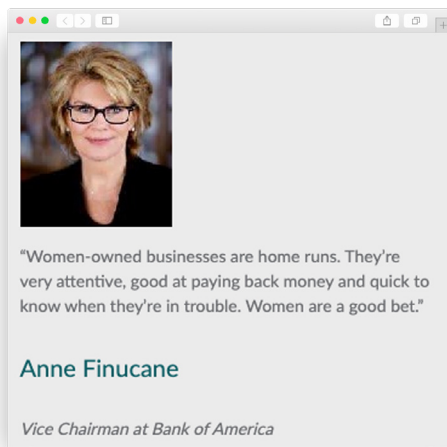 “Women-owned businesses are home runs. They’re
very attentive, good at paying back money and quick to
know when they’re in trouble. Women are a good bet.”
Anne Finucane
Vice Chairman at Bank of America